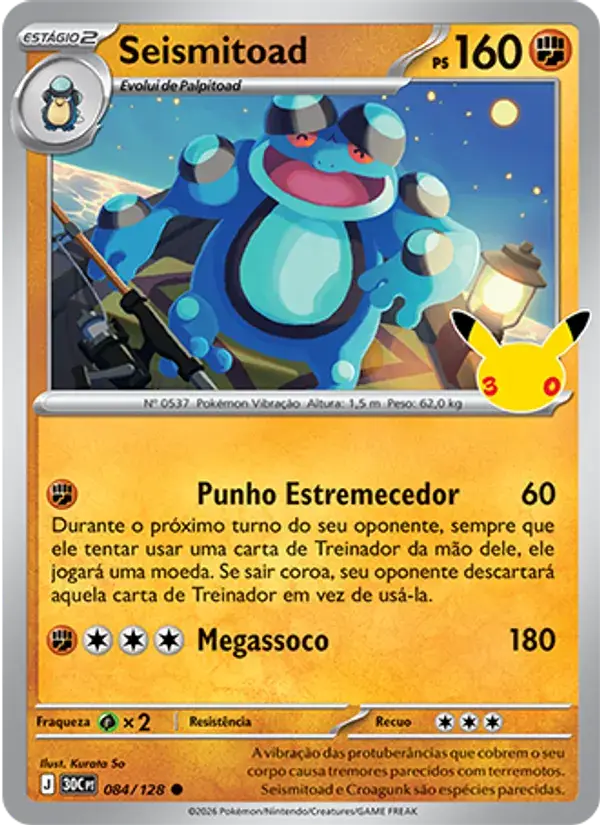 ESTÁGIO 2
Seismitoad
PS 160
Evolui de Palpitoad
30
Nº 0537 Pokémon Vibração Altura: 1,5 m Peso: 62,0 kg
Punho Estremecedor 60
Durante o próximo turno do seu oponente, sempre que
ele tentar usar uma carta de Treinador da mão dele, ele
jogará uma moeda. Se sair coroa, seu oponente descartará
aquela carta de Treinador em vez de usá-la.
Megassoco 180
Fraqueza x2 Resistência Recuo
Ilust. Kurata So
A vibração das protuberâncias que cobrem o seu
corpo causa tremores parecidos com terremotos.
Seismitoad e Croagunk são espécies parecidas.
J 30C PT 084/128
©2026 Pokémon/Nintendo/Creatures/GAME FREAK